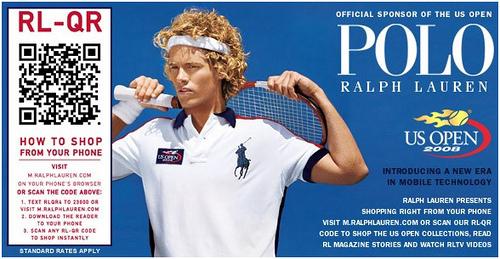 RL-QR
HOW TO SHOP
FROM YOUR PHONE
VISIT
M.RALPHLAUREN.COM
ON YOUR PHONE'S BROWSER
OR SCAN THE CODE ABOVE:
1. TEXT RLQRA TO 23000 OR
VISIT M.RALPHLAUREN.COM
2. DOWNLOAD THE READER
TO YOUR PHONE
3. SCAN ANY RL-QR CODE
TO SHOP INSTANTLY
STANDARD RATES APPLY
US OPEN
OFFICIAL SPONSOR OF THE US OPEN
POLO
RALPH LAUREN
US OPEN
2008
INTRODUCING A NEW ERA
IN MOBILE TECHNOLOGY
RALPH LAUREN PRESENTS
SHOPPING RIGHT FROM YOUR PHONE
VISIT M.RALPHLAUREN.COM OR SCAN OUR RL-QR
CODE TO SHOP THE US OPEN COLLECTIONS, READ
RL MAGAZINE STORIES AND WATCH RLTV VIDEOS